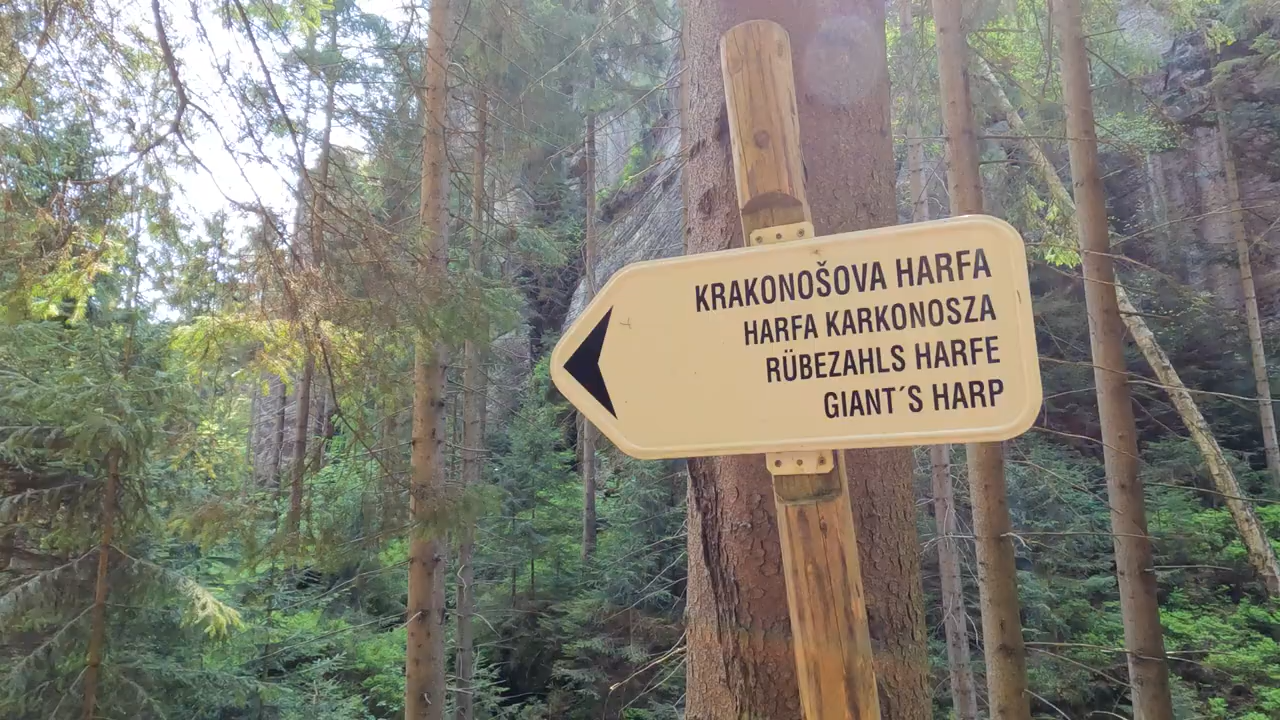 KRAKONOŠOVA HARFA
HARFA KARKONOSZA
RÜBEZAHLS HARFE
GIANT´S HARP